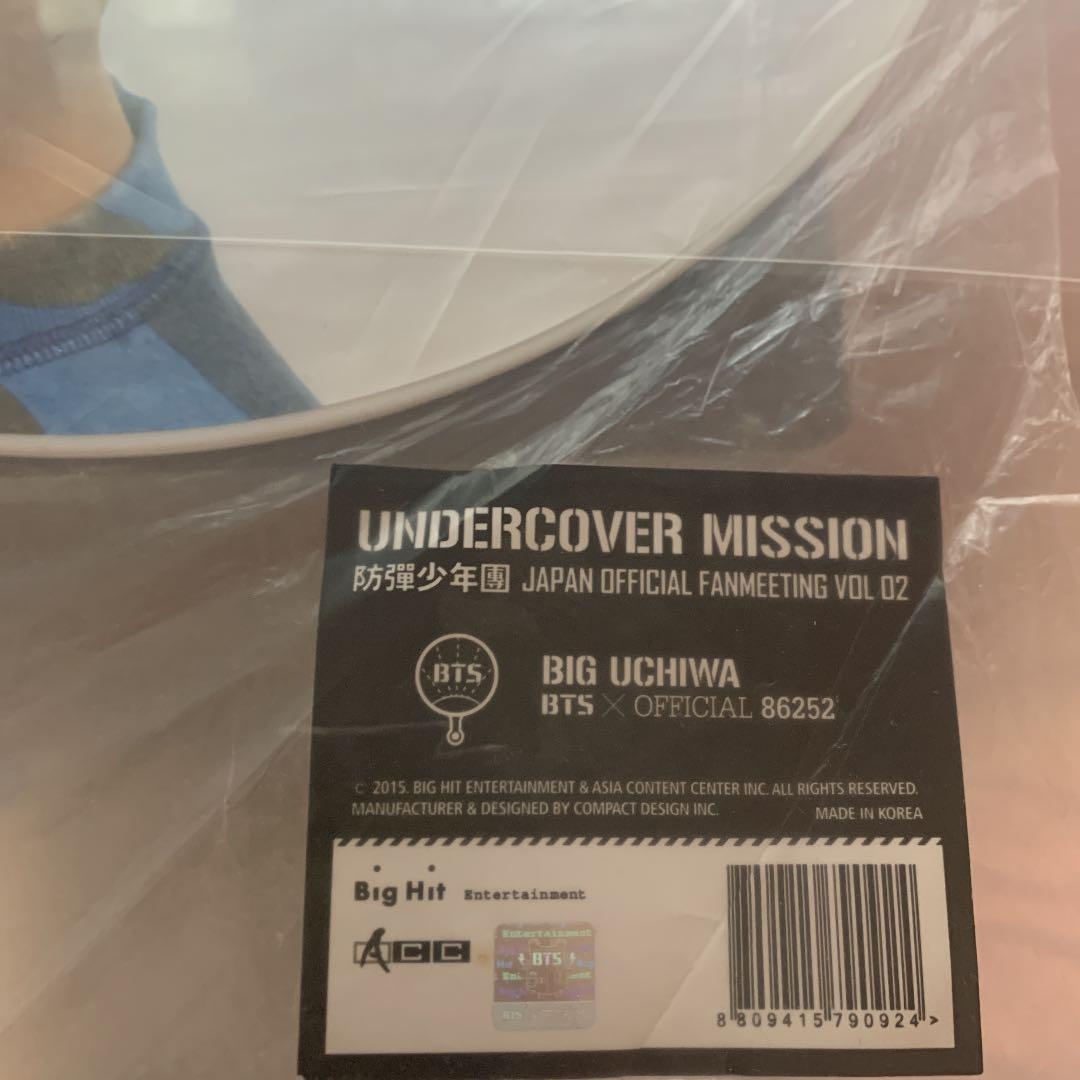 UNDERCOVER MISSION
防彈少年團 JAPAN OFFICIAL FANMEETING VOL 02
BTS
BIG UCHIWA
BTS × OFFICIAL 86252
© 2015. BIG HIT ENTERTAINMENT & ASIA CONTENT CENTER INC. ALL RIGHTS RESERVED.
MANUFACTURER & DESIGNED BY COMPACT DESIGN INC.
MADE IN KOREA
Big Hit Entertainment
ACC
Entertainment
BTS
BTS
8 809415 790924 >